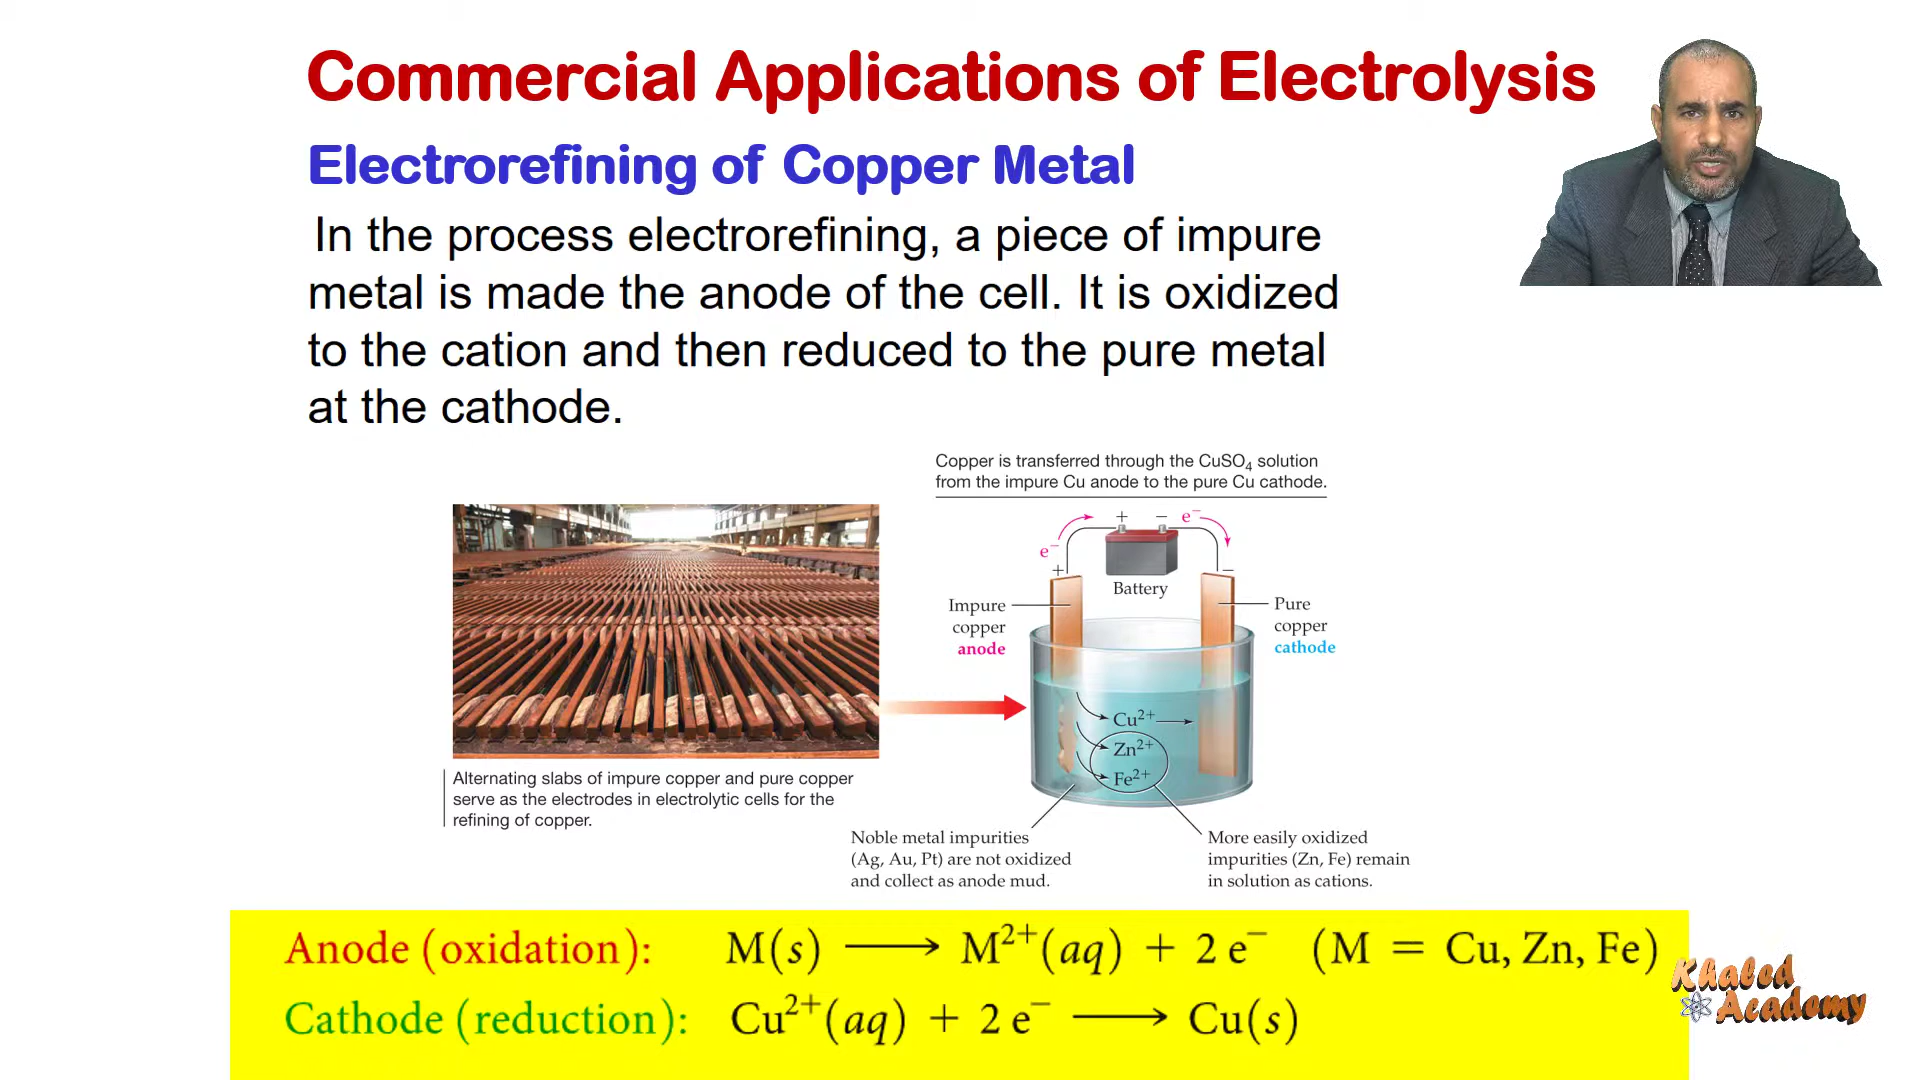 Commercial Applications of Electrolysis
Electrorefining of Copper Metal
In the process electrorefining, a piece of impure
metal is made the anode of the cell. It is oxidized
to the cation and then reduced to the pure metal
at the cathode.
Copper is transferred through the CuSO₄ solution
from the impure Cu anode to the pure Cu cathode.
+ − e⁻
e⁻
+ −
Battery
Impure
copper
anode
Pure
copper
cathode
Cu²⁺
Zn²⁺
Fe²⁺
Alternating slabs of impure copper and pure copper
serve as the electrodes in electrolytic cells for the
refining of copper.
Noble metal impurities
(Ag, Au, Pt) are not oxidized
and collect as anode mud.
More easily oxidized
impurities (Zn, Fe) remain
in solution as cations.
Anode (oxidation): M(s) ⟶ M²⁺(aq) + 2 e⁻ (M = Cu, Zn, Fe)
Cathode (reduction): Cu²⁺(aq) + 2 e⁻ ⟶ Cu(s)
Khaled
Academy